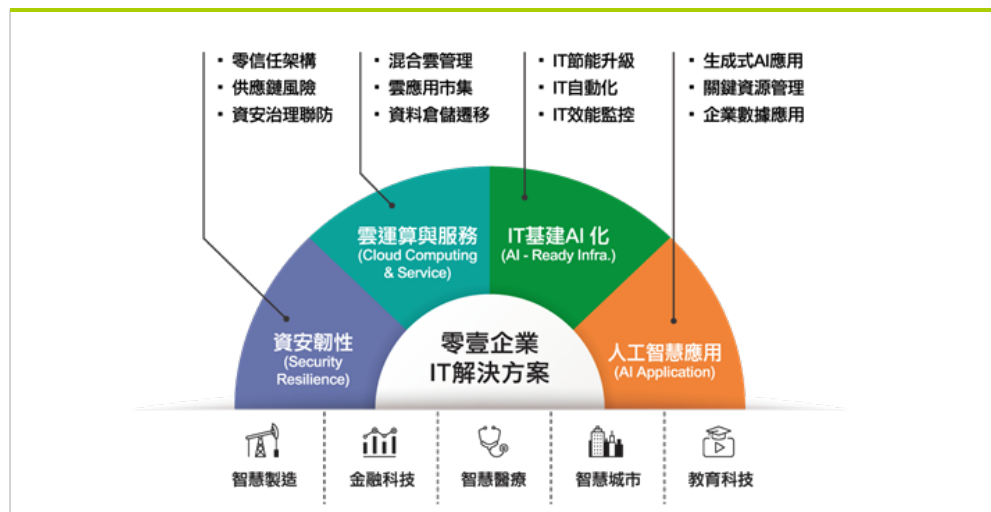 ▪ 零信任架構
▪ 供應鏈風險
▪ 資安治理聯防
▪ 混合雲管理
▪ 雲應用市集
▪ 資料倉儲遷移
▪ IT節能升級
▪ IT自動化
▪ IT效能監控
▪ 生成式AI應用
▪ 關鍵資源管理
▪ 企業數據應用
資安韌性
(Security
Resilience)
雲運算與服務
(Cloud Computing
& Service)
IT基建AI 化
(AI - Ready Infra.)
人工智慧應用
(AI Application)
零壹企業
IT解決方案
智慧製造
金融科技
智慧醫療
智慧城市
教育科技